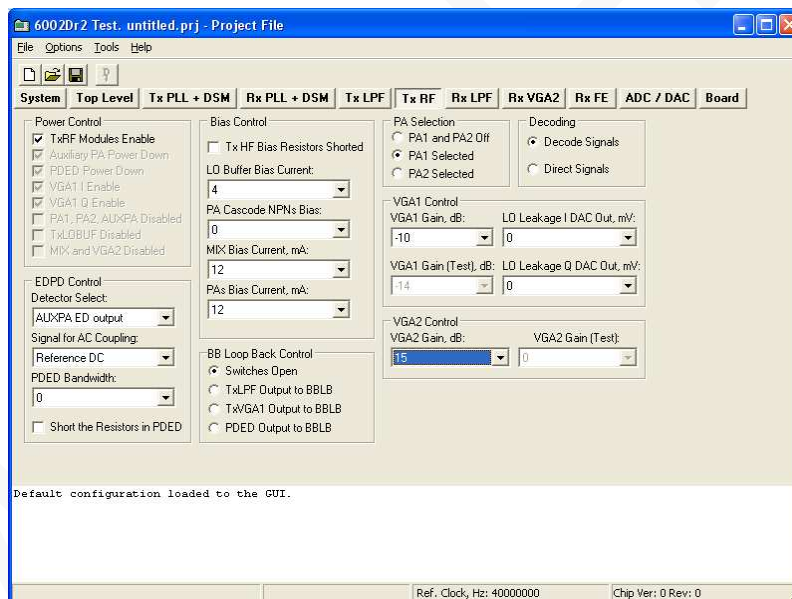 6002Dr2 Test. untitled.prj - Project File
File Options Tools Help
System Top Level Tx PLL + DSM Rx PLL + DSM Tx LPF Tx RF Rx LPF Rx VGA2 Rx FE ADC / DAC Board
Power Control
TxRF Modules Enable
Auxiliary PA Power Down
PDED Power Down
VGA1 I Enable
VGA1 Q Enable
PA1, PA2, AUXPA Disabled
TxLOBUF Disabled
MIX and VGA2 Disabled
EDPD Control
Detector Select:
AUXPA ED output
Signal for AC Coupling:
Reference DC
PDED Bandwidth:
0
Short the Resistors in PDED
Bias Control
Tx HF Bias Resistors Shorted
LO Buffer Bias Current:
4
PA Cascode NPNs Bias:
0
MIX Bias Current, mA:
12
PAs Bias Current, mA:
12
BB Loop Back Control
Switches Open
TxLPF Output to BBLB
TxVGA1 Output to BBLB
PDED Output to BBLB
PA Selection
PA1 and PA2 Off
PA1 Selected
PA2 Selected
Decoding
Decode Signals
Direct Signals
VGA1 Control
VGA1 Gain, dB: LO Leakage I DAC Out, mV:
-10 0
VGA1 Gain (Test), dB: LO Leakage Q DAC Out, mV:
-14 0
VGA2 Control
VGA2 Gain, dB: VGA2 Gain (Test):
15 0
Default configuration loaded to the GUI.
Ref. Clock, Hz: 40000000 Chip Ver: 0 Rev: 0